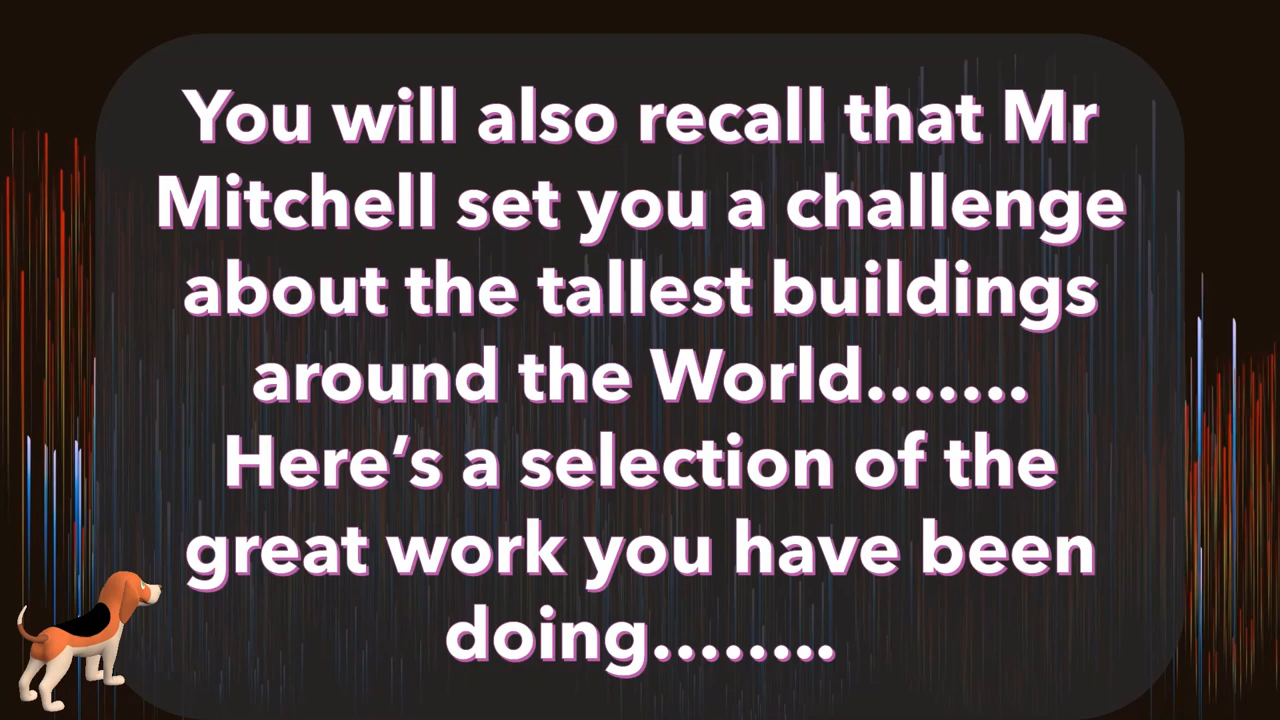 You will also recall that Mr
Mitchell set you a challenge
about the tallest buildings
around the World.......
Here’s a selection of the
great work you have been
doing........